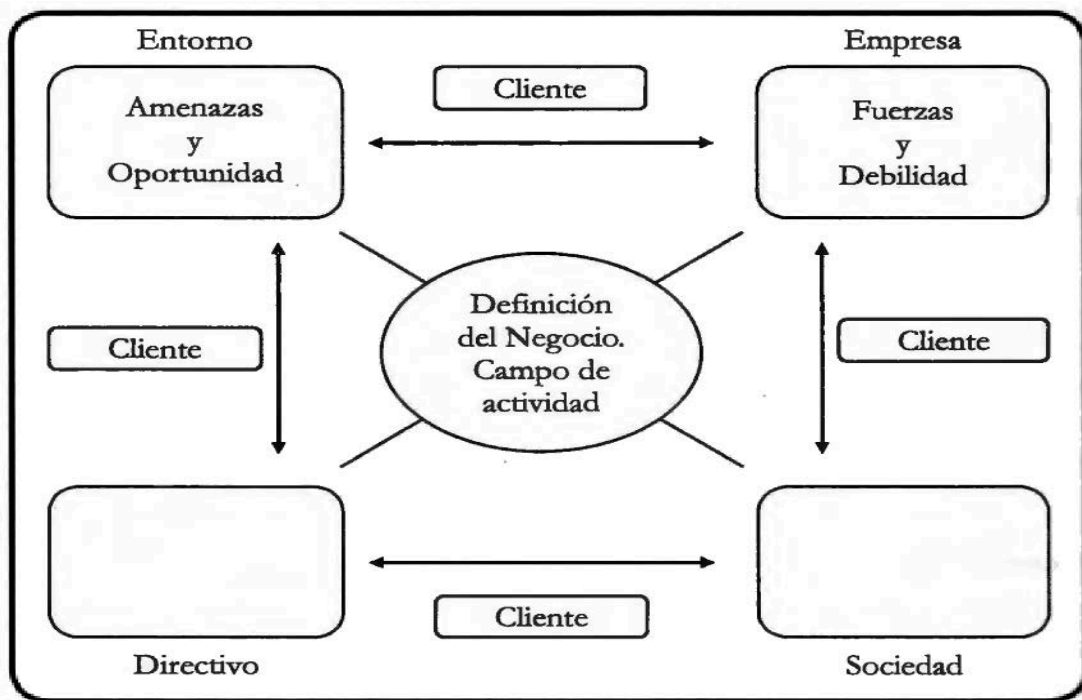 Entorno
Empresa
Amenazas
y
Oportunidad
Cliente
Fuerzas
y
Debilidad
Cliente
Definición
del Negocio.
Campo de
actividad
Cliente
Cliente
Directivo
Sociedad